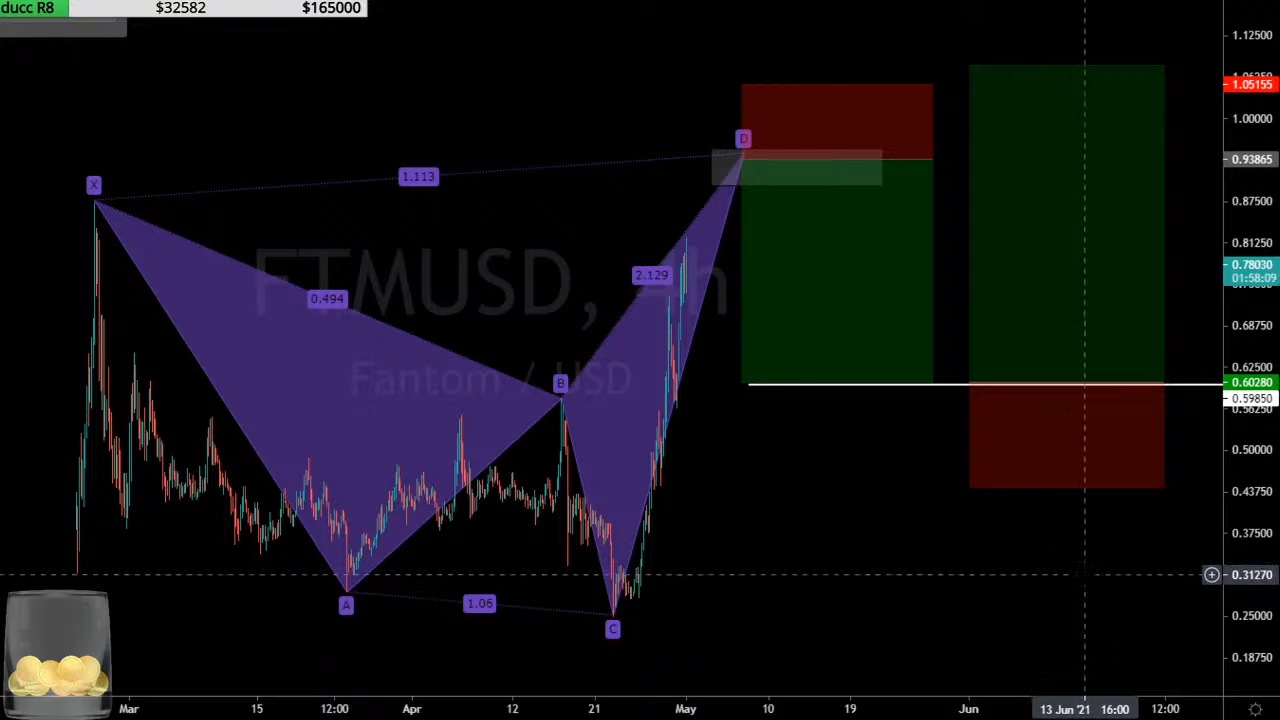 ducc R8 $32582 $165000
1.12500
1.05155
1.00000
D
0.93865
1.113
X
0.87500
0.81250
FTMUSD, 4h
0.78030
2.129
01:58:09
0.494
0.68750
Fantom / USD
0.62500
B
0.60280
0.59850
0.56250
0.50000
0.43750
0.37500
0.31270
A
1.06
0.25000
C
0.18750
Mar 15 12:00 Apr 12 21 May 10 19 Jun 13 Jun '21 16:00 12:00